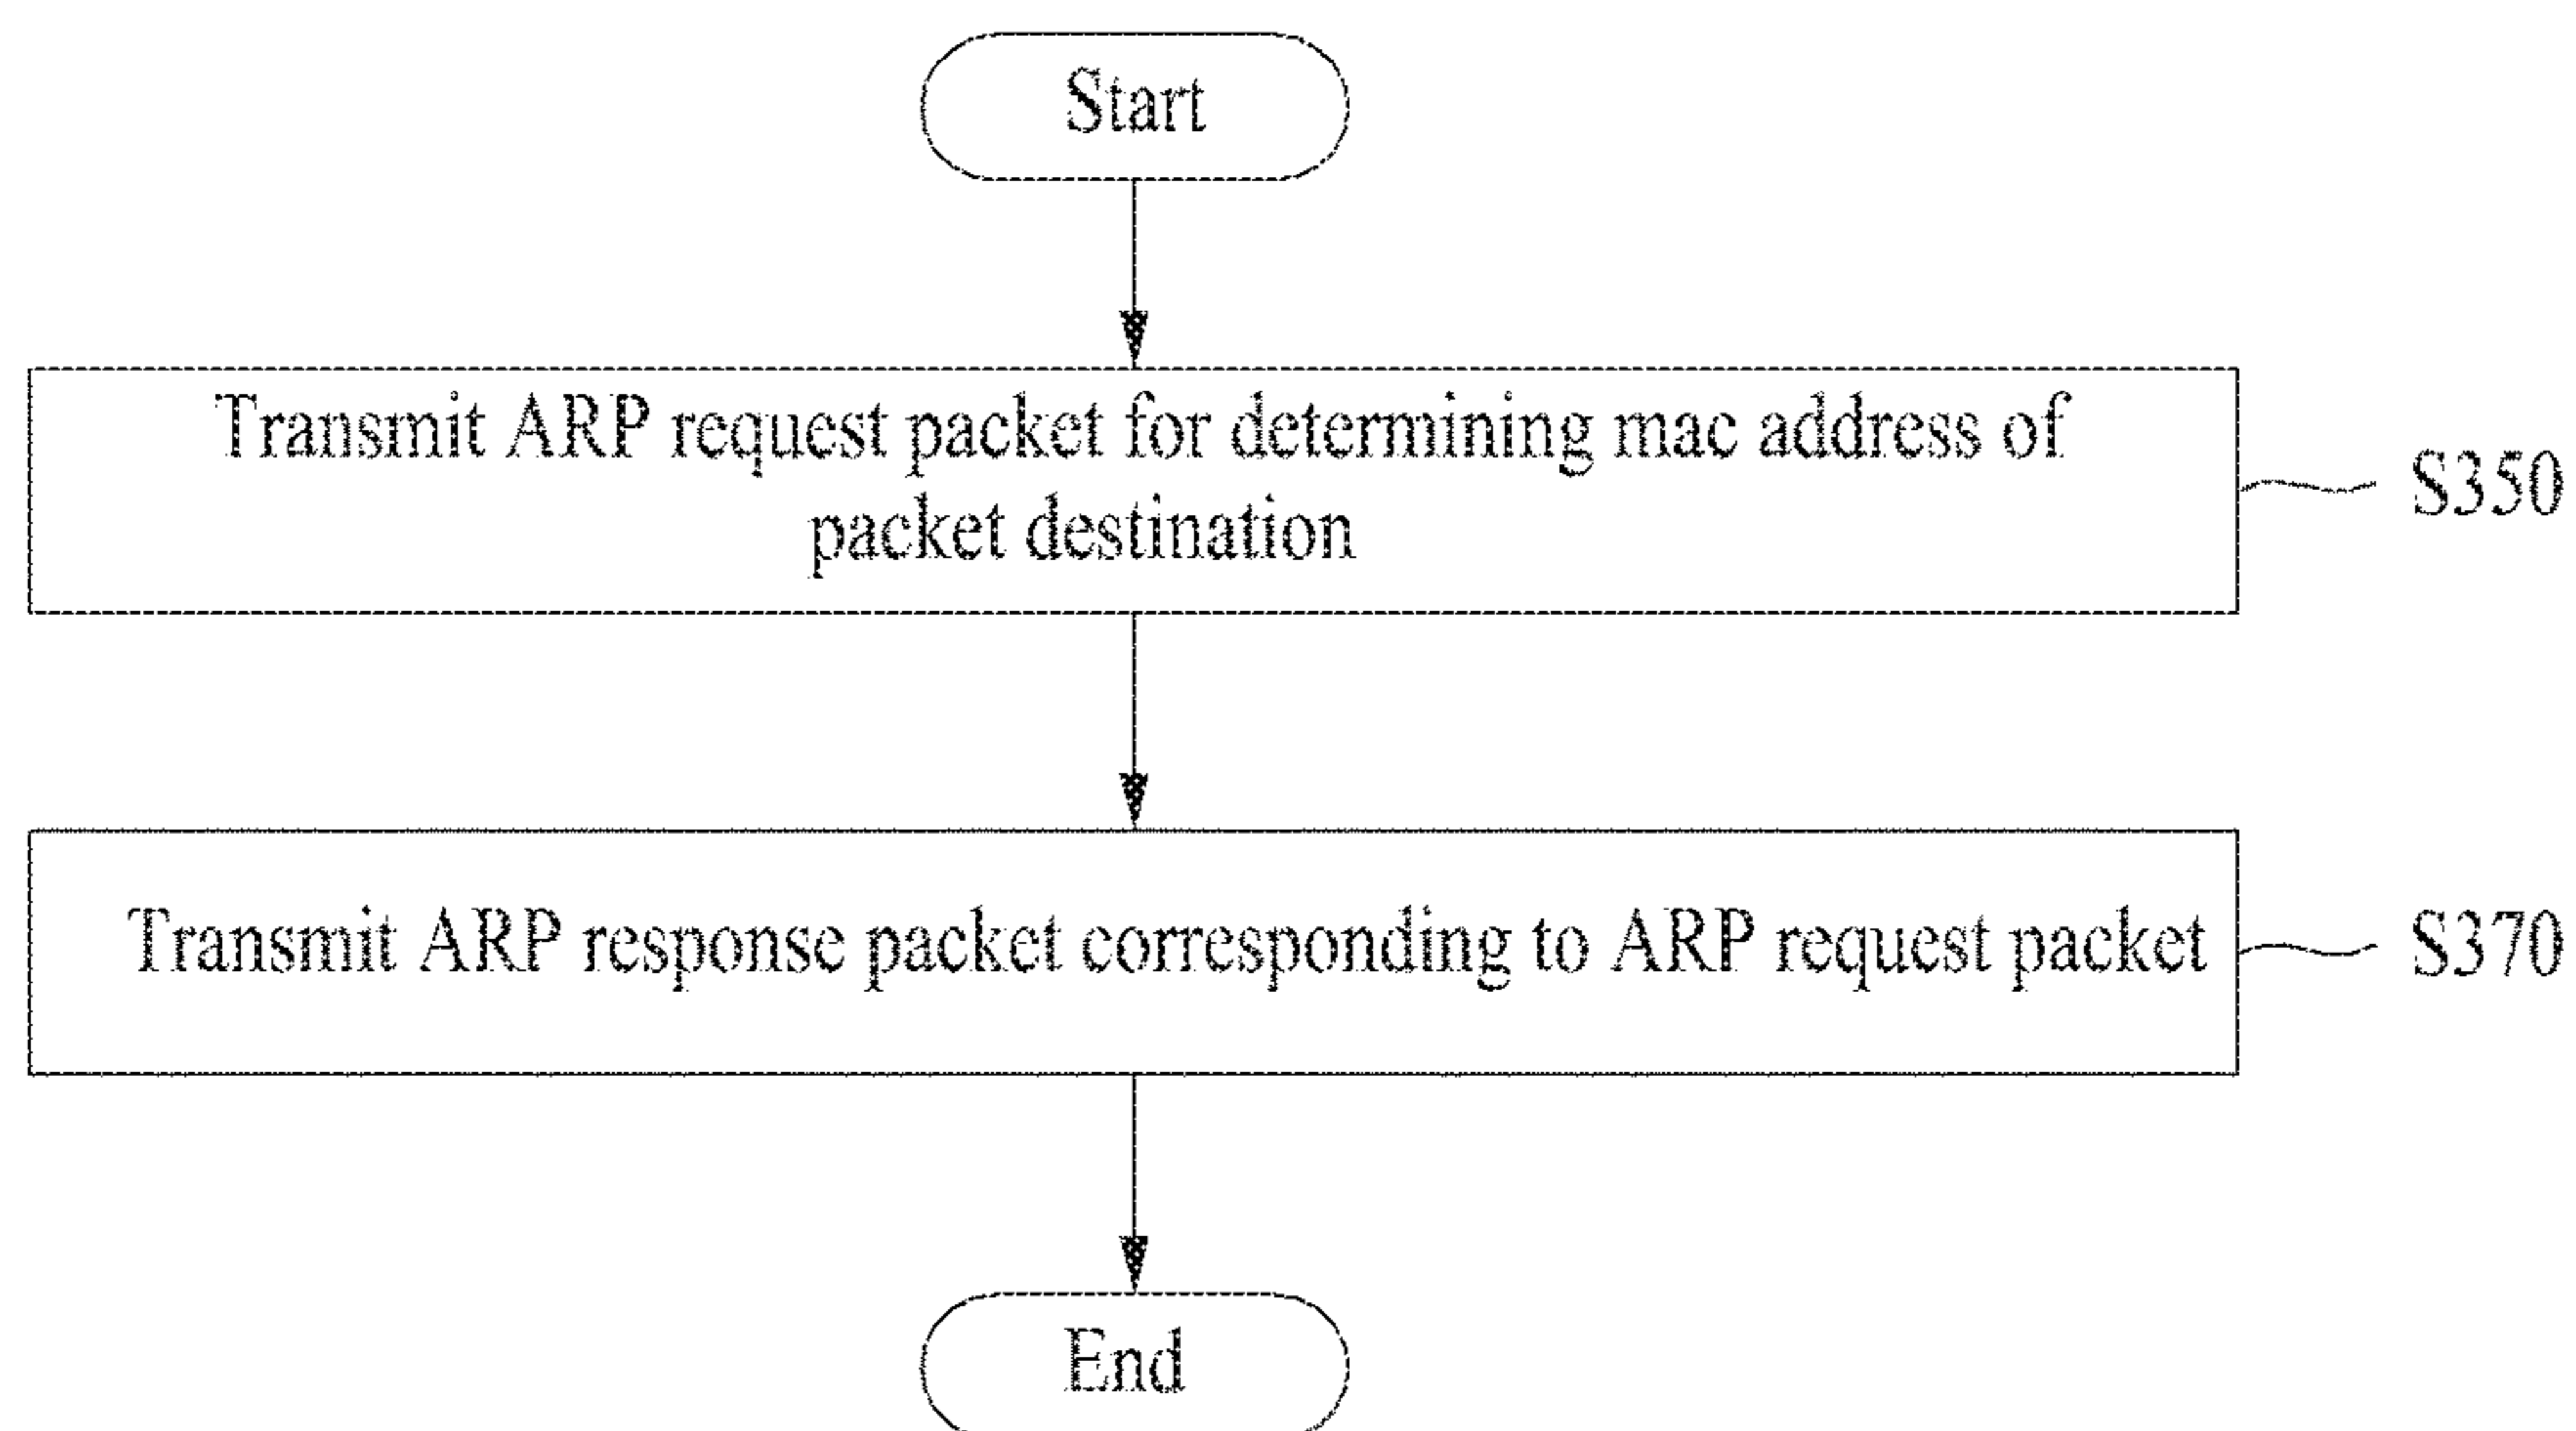 Start
Transmit ARP request packet for determining mac address of
packet destination
S350
Transmit ARP response packet corresponding to ARP request packet
S370
End